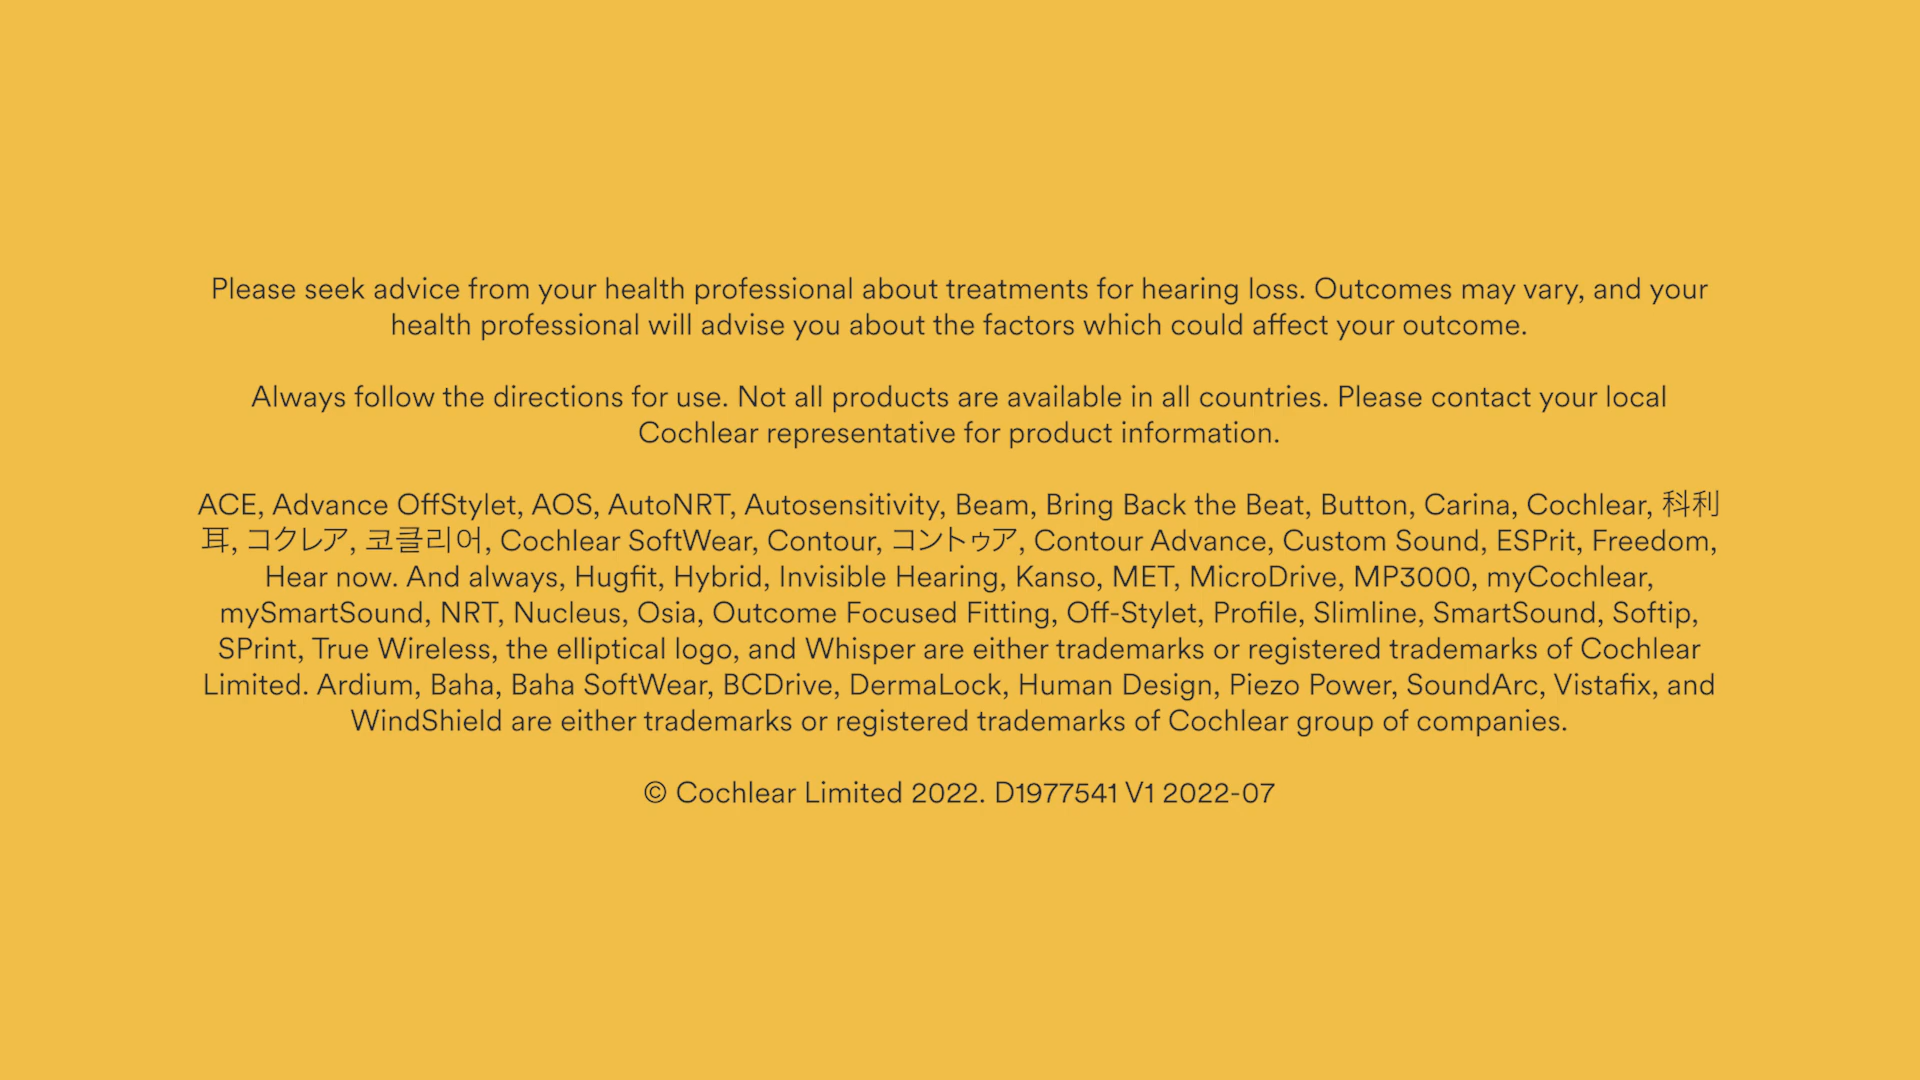 Please seek advice from your health professional about treatments for hearing loss. Outcomes may vary, and your
health professional will advise you about the factors which could affect your outcome.
Always follow the directions for use. Not all products are available in all countries. Please contact your local
Cochlear representative for product information.
ACE, Advance OffStylet, AOS, AutoNRT, Autosensitivity, Beam, Bring Back the Beat, Button, Carina, Cochlear, 科利
耳, コクレア, 코클리어, Cochlear SoftWear, Contour, コントゥア, Contour Advance, Custom Sound, ESPrit, Freedom,
Hear now. And always, Hugfit, Hybrid, Invisible Hearing, Kanso, MET, MicroDrive, MP3000, myCochlear,
mySmartSound, NRT, Nucleus, Osia, Outcome Focused Fitting, Off-Stylet, Profile, Slimline, SmartSound, Softip,
SPrint, True Wireless, the elliptical logo, and Whisper are either trademarks or registered trademarks of Cochlear
Limited. Ardium, Baha, Baha SoftWear, BCDrive, DermaLock, Human Design, Piezo Power, SoundArc, Vistafix, and
WindShield are either trademarks or registered trademarks of Cochlear group of companies.
© Cochlear Limited 2022. D1977541 V1 2022-07